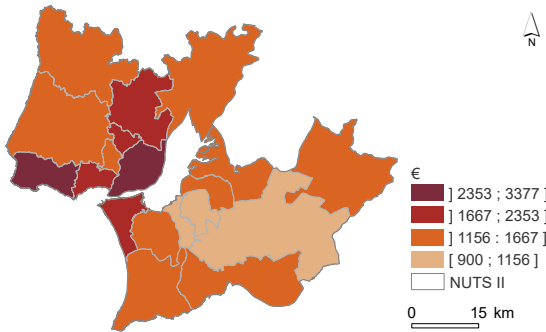 N
€
] 2353 ; 3377 ]
] 1667 ; 2353 ]
] 1156 : 1667 ]
[ 900 ; 1156 ]
NUTS II
0 15 km